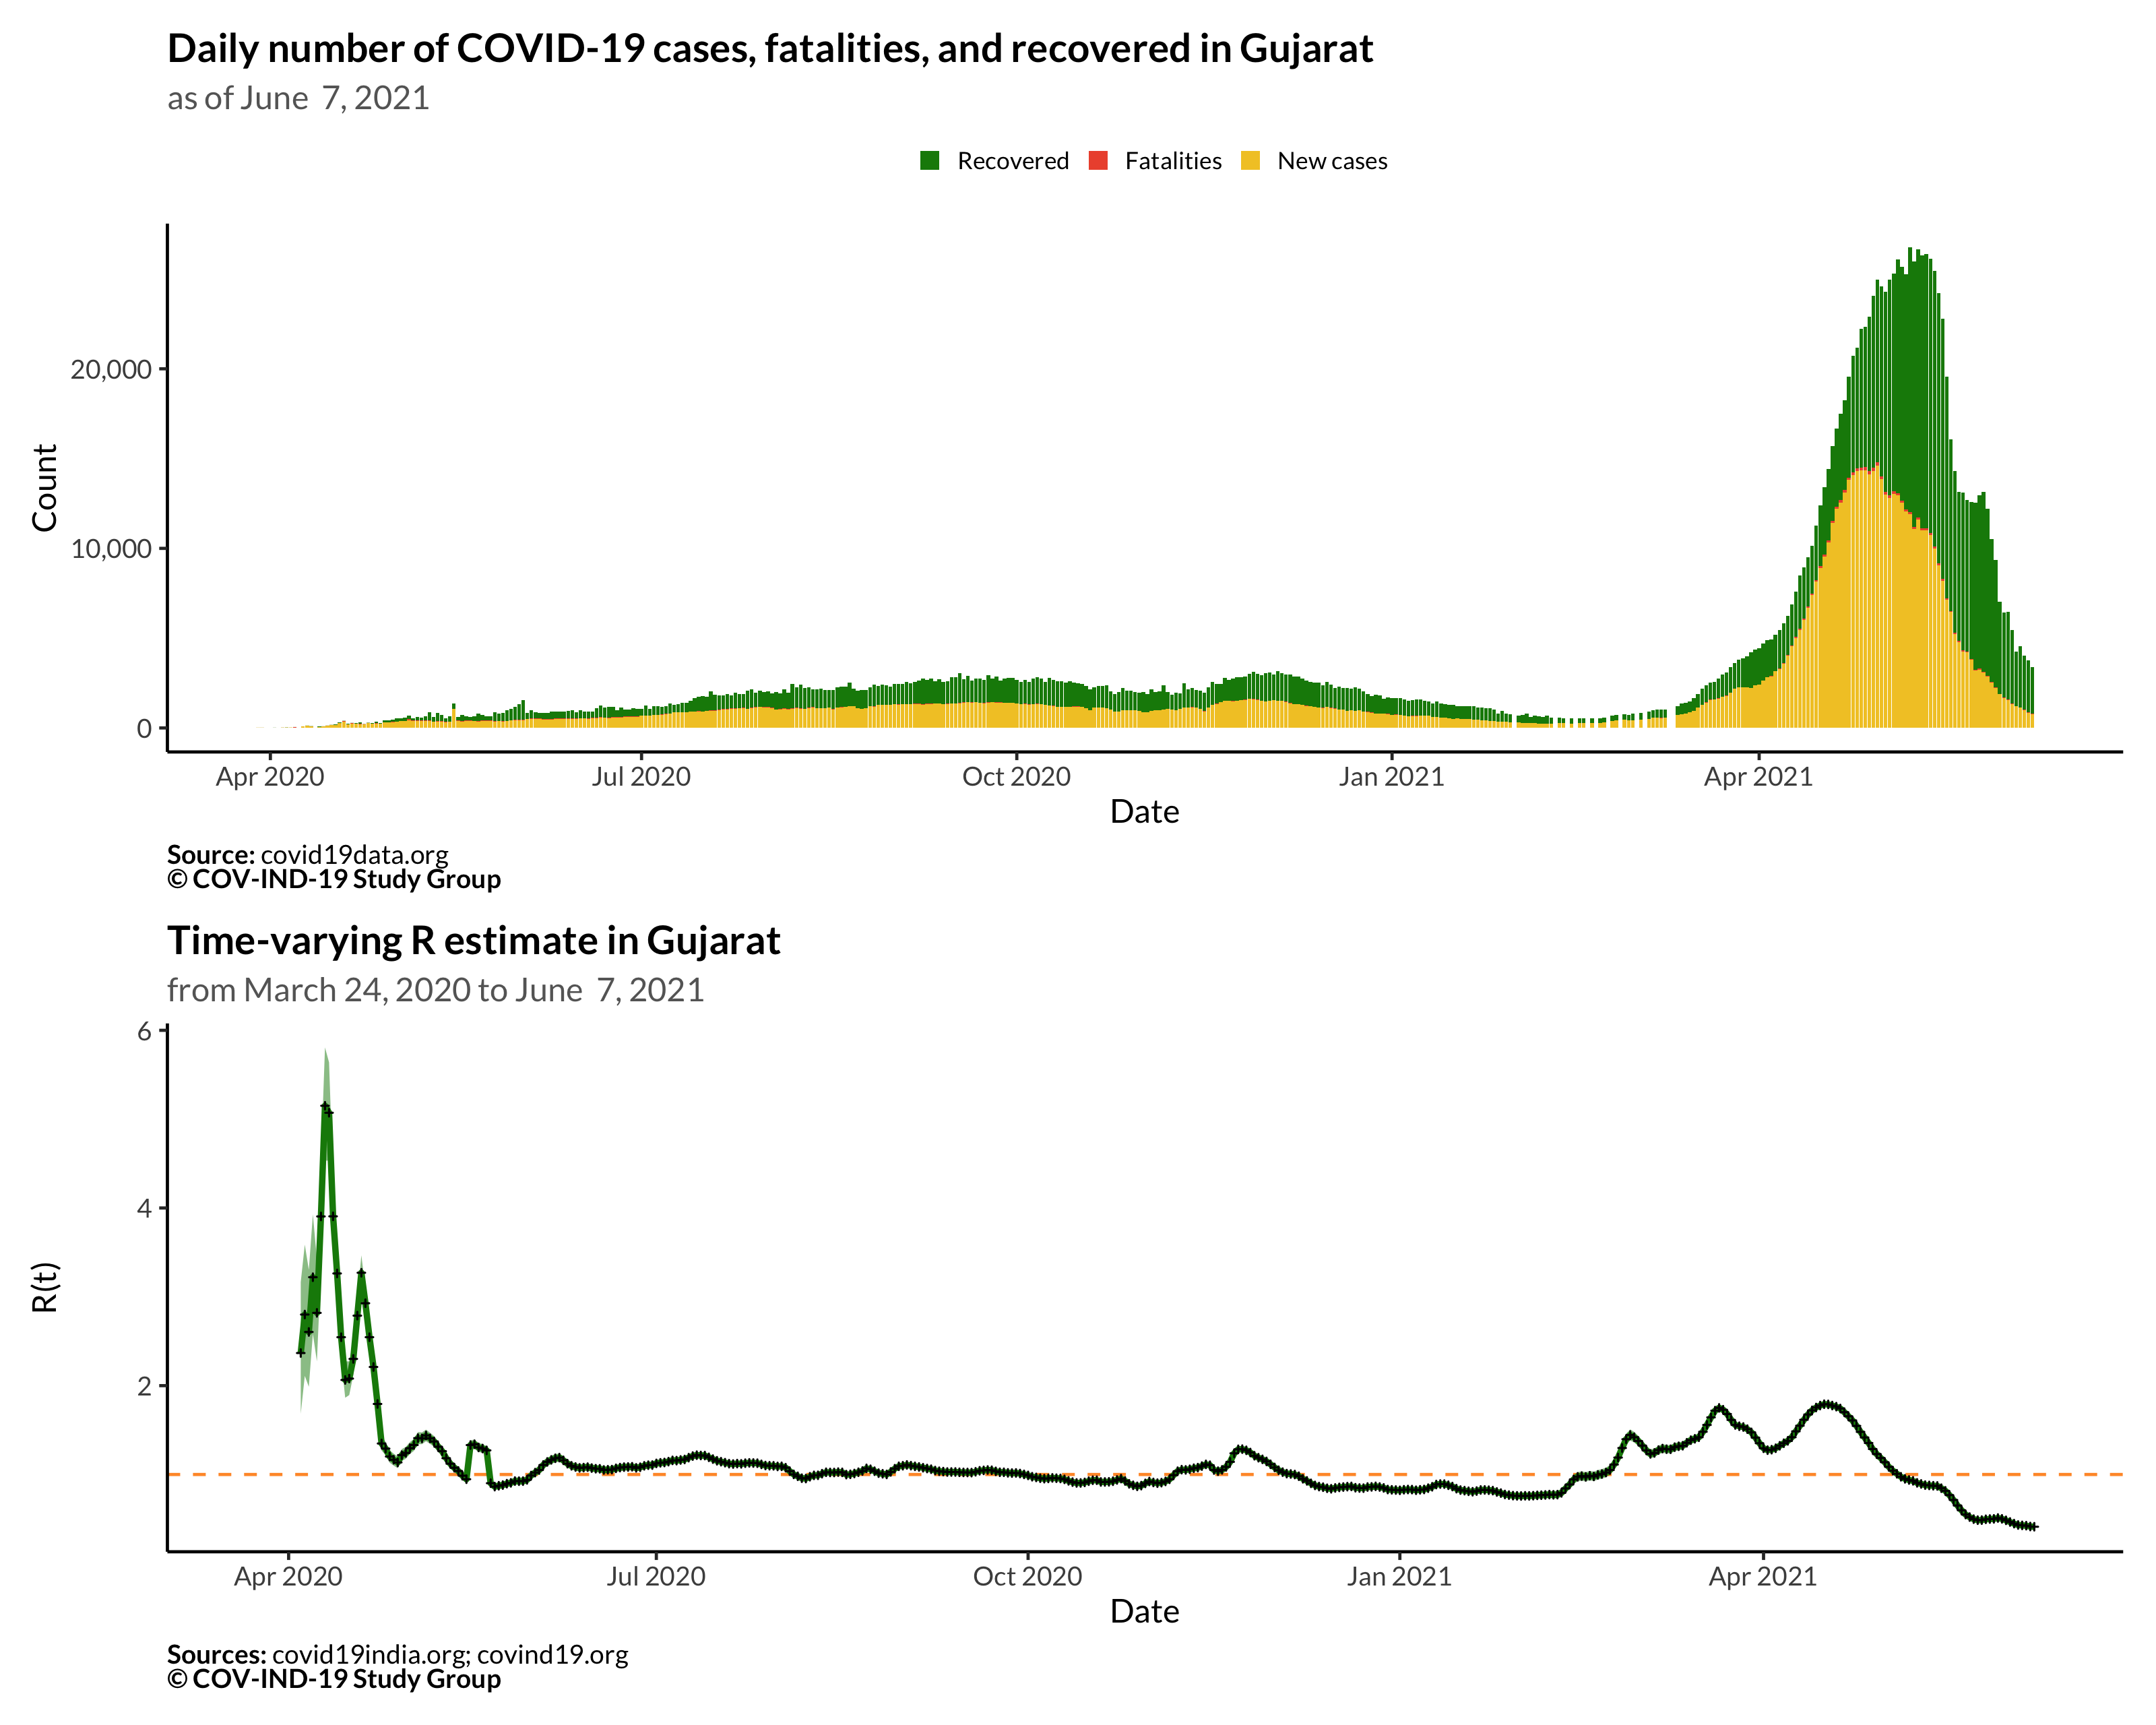 Daily number of COVID-19 cases, fatalities, and recovered in Gujarat
as of June  7, 2021
Recovered Fatalities New cases
Count
20,000
10,000
0
Apr 2020 Jul 2020 Oct 2020 Jan 2021 Apr 2021
Date
Source: covid19data.org
© COV-IND-19 Study Group
Time-varying R estimate in Gujarat
from March 24, 2020 to June  7, 2021
R(t)
6
4
2
Apr 2020 Jul 2020 Oct 2020 Jan 2021 Apr 2021
Date
Sources: covid19india.org; covind19.org
© COV-IND-19 Study Group